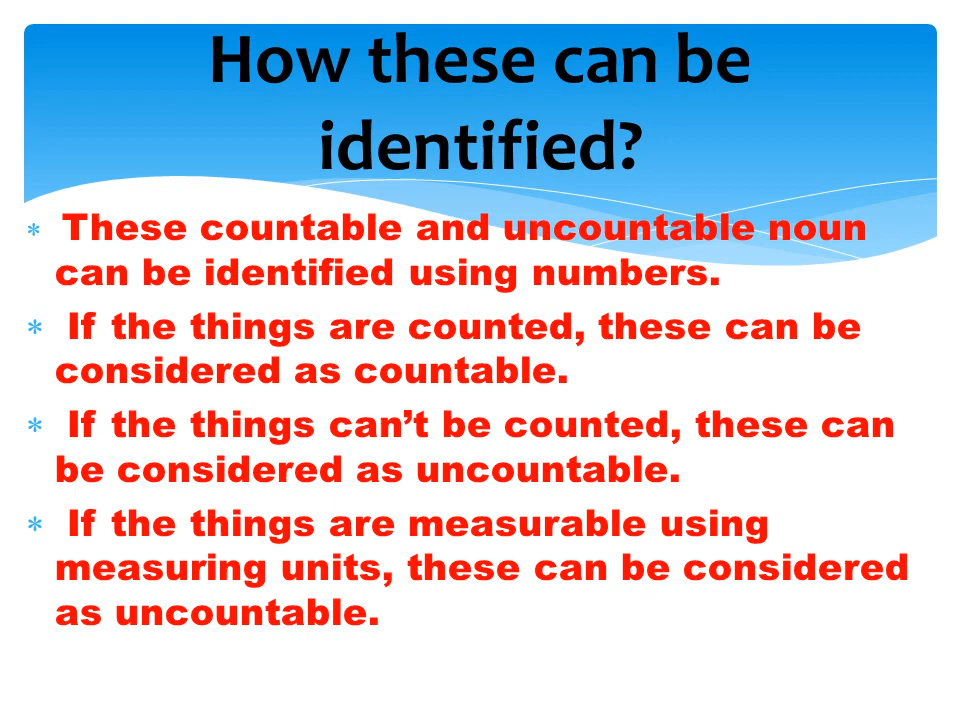 How these can be
identified?
* These countable and uncountable noun
can be identified using numbers.
* If the things are counted, these can be
considered as countable.
* If the things can’t be counted, these can
be considered as uncountable.
* If the things are measurable using
measuring units, these can be considered
as uncountable.